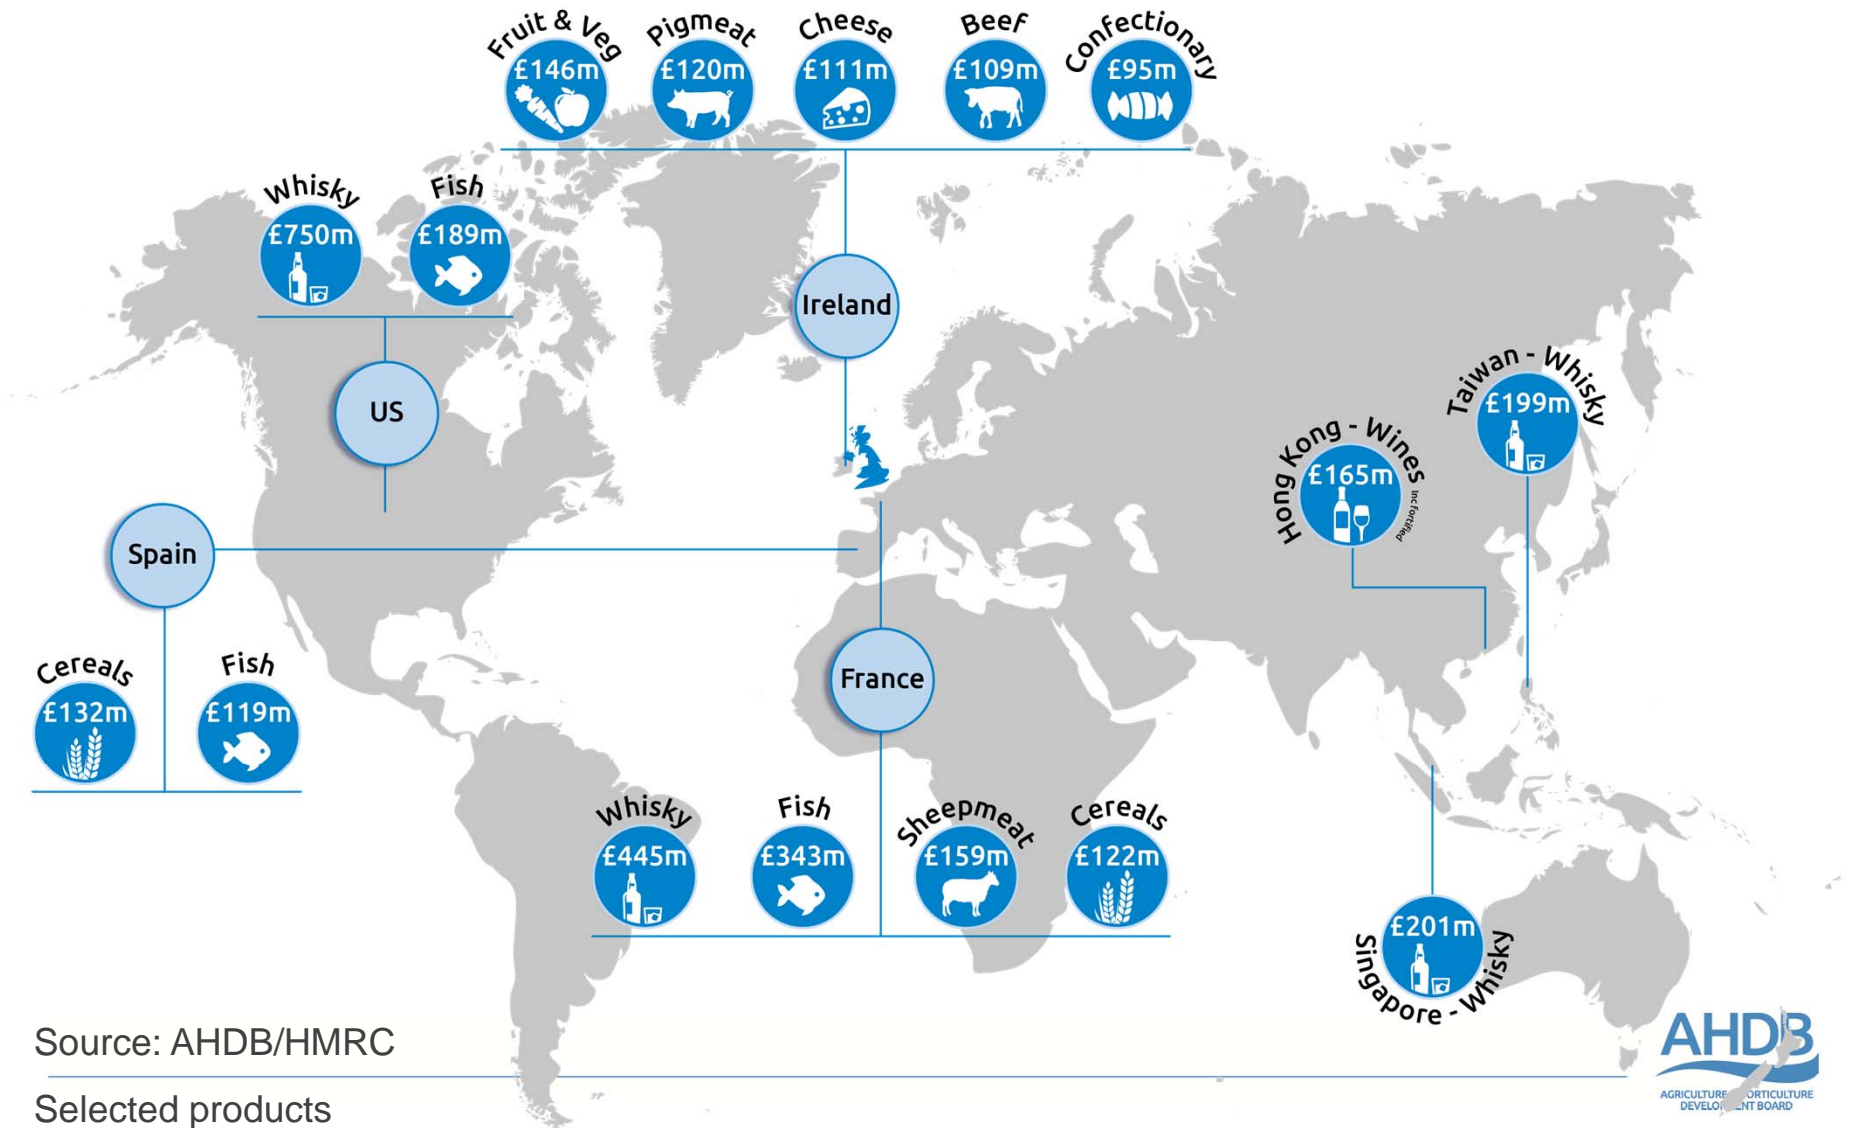 Fruit & Veg
£146m
Pigmeat
£120m
Cheese
£111m
Beef
£109m
Confectionary
£95m
Ireland
Whisky
£750m
Fish
£189m
US
Taiwan - Whisky
£199m
Hong Kong - Wines
Inc fortified
£165m
Spain
Cereals
£132m
Fish
£119m
France
Whisky
£445m
Fish
£343m
Sheepmeat
£159m
Cereals
£122m
£201m
Singapore - Whisky
Source: AHDB/HMRC
Selected products
AHDB